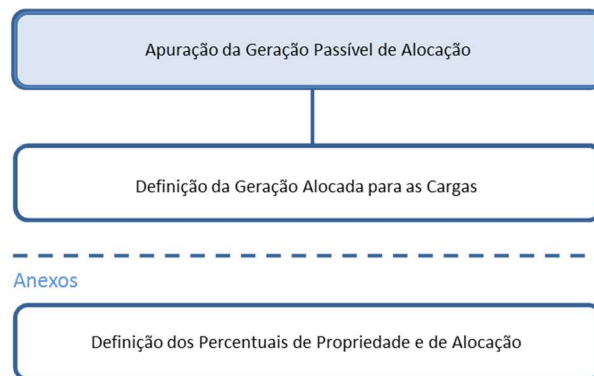 Apuração da Geração Passível de Alocação
Definição da Geração Alocada para as Cargas
Anexos
Definição dos Percentuais de Propriedade e de Alocação